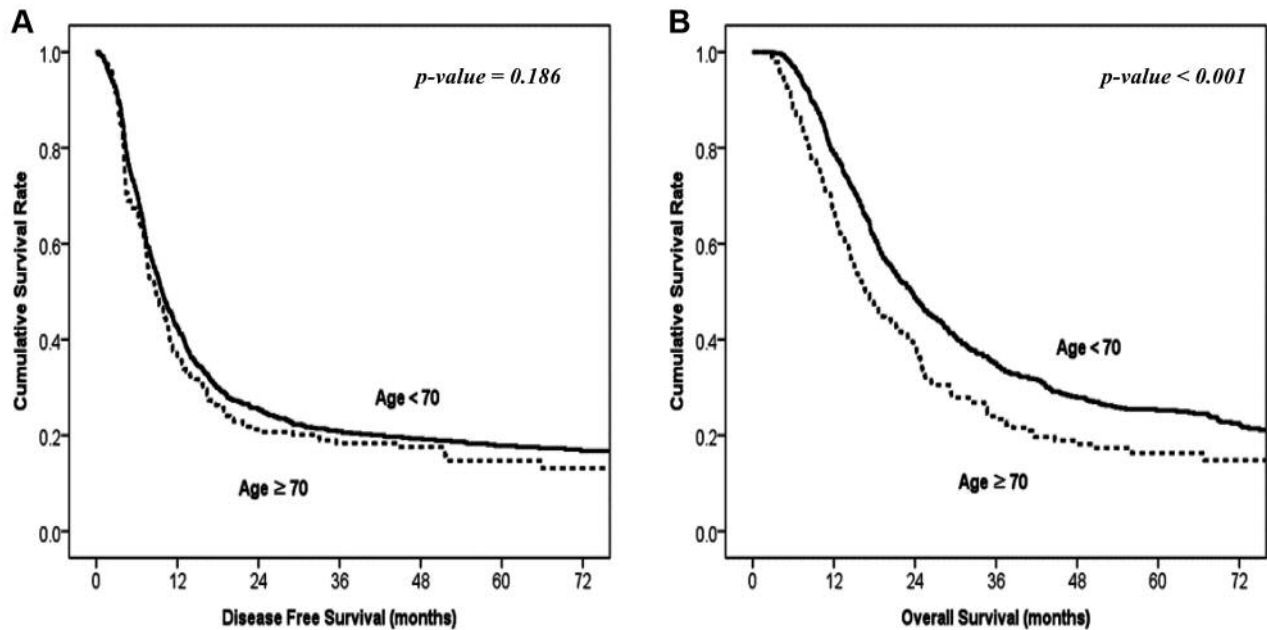 A
p-value = 0.186
Cumulative Survival Rate
1.0
0.8
0.6
0.4
0.2
0.0
Age < 70
Age ≥ 70
0 12 24 36 48 60 72
Disease Free Survival (months)
B
p-value < 0.001
Cumulative Survival Rate
1.0
0.8
0.6
0.4
0.2
0.0
Age < 70
Age ≥ 70
0 12 24 36 48 60 72
Overall Survival (months)